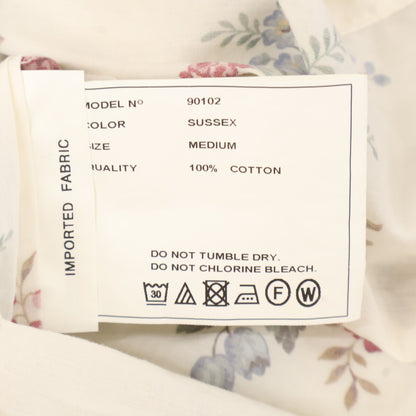 MODEL Nº 90102
COLOR SUSSEX
SIZE MEDIUM
QUALITY 100% COTTON
IMPORTED FABRIC
DO NOT TUMBLE DRY.
DO NOT CHLORINE BLEACH.
30 F W